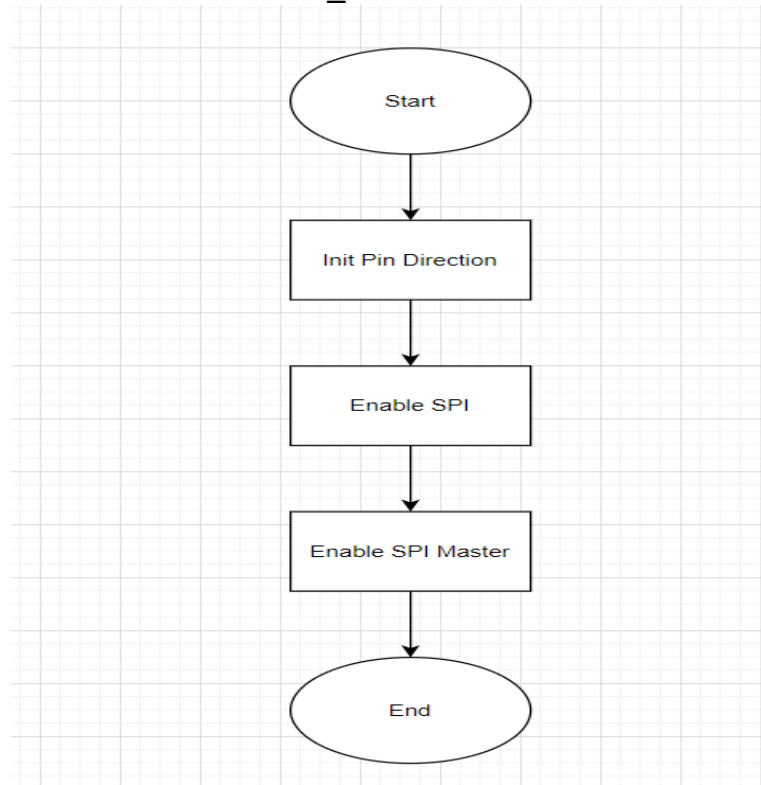 Start
Init Pin Direction
Enable SPI
Enable SPI Master
End